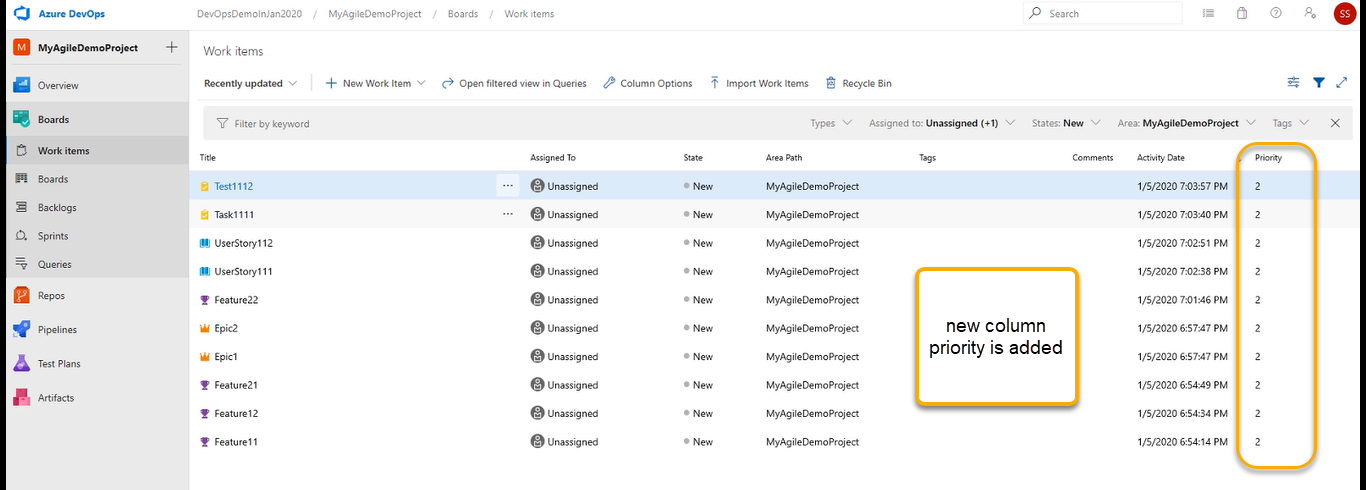 Azure DevOps DevOpsDemoInJan2020 / MyAgileDemoProject / Boards / Work items Search SS
M MyAgileDemoProject
Work items
Overview
Boards
Work items
Boards
Backlogs
Sprints
Queries
Repos
Pipelines
Test Plans
Artifacts
Recently updated New Work Item Open filtered view in Queries Column Options Import Work Items Recycle Bin
Filter by keyword Types Assigned to: Unassigned (+1) States: New Area: MyAgileDemoProject Tags
Title Assigned To State Area Path Tags Comments Activity Date Priority
Test1112 Unassigned New MyAgileDemoProject 1/5/2020 7:03:57 PM 2
Task1111 Unassigned New MyAgileDemoProject 1/5/2020 7:03:40 PM 2
UserStory112 Unassigned New MyAgileDemoProject 1/5/2020 7:02:51 PM 2
UserStory111 Unassigned New MyAgileDemoProject 1/5/2020 7:02:38 PM 2
Feature22 Unassigned New MyAgileDemoProject 1/5/2020 7:01:46 PM 2
Epic2 Unassigned New MyAgileDemoProject 1/5/2020 6:57:47 PM 2
Epic1 Unassigned New MyAgileDemoProject 1/5/2020 6:57:47 PM 2
Feature21 Unassigned New MyAgileDemoProject 1/5/2020 6:54:49 PM 2
Feature12 Unassigned New MyAgileDemoProject 1/5/2020 6:54:34 PM 2
Feature11 Unassigned New MyAgileDemoProject 1/5/2020 6:54:14 PM 2
new column
priority is added